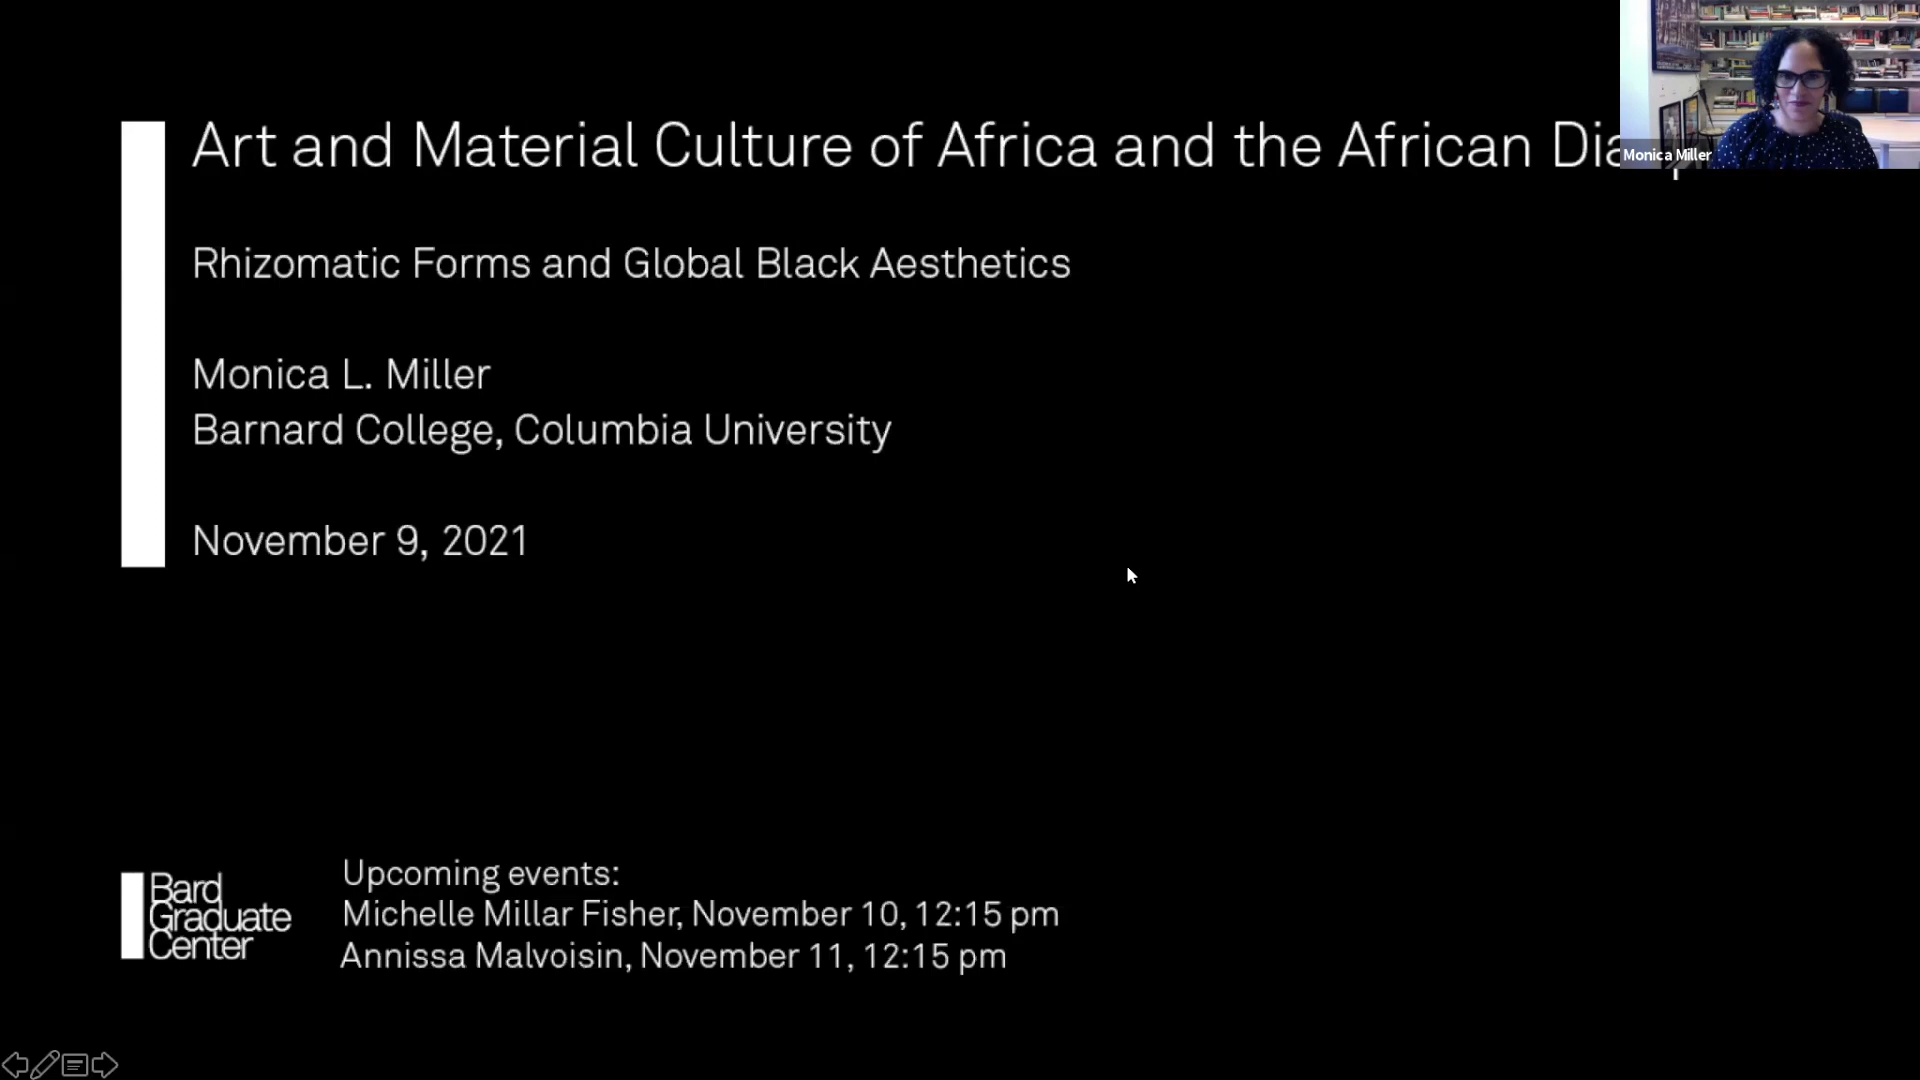 Art and Material Culture of Africa and the African
Monica Miller
Rhizomatic Forms and Global Black Aesthetics
Monica L. Miller
Barnard College, Columbia University
November 9, 2021
Bard
Graduate
Center
Upcoming events:
Michelle Millar Fisher, November 10, 12:15 pm
Annissa Malvoisin, November 11, 12:15 pm